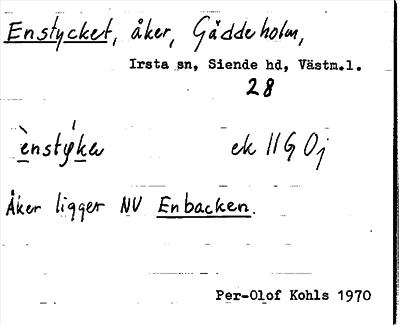 Enstycket, åker, Gäddeholm,
Irsta sn, Siende hd, Västm.l.
28
ènstýke ek 11G 0j
Åker ligger NV Enbacken.
Per-Olof Kohls 1970